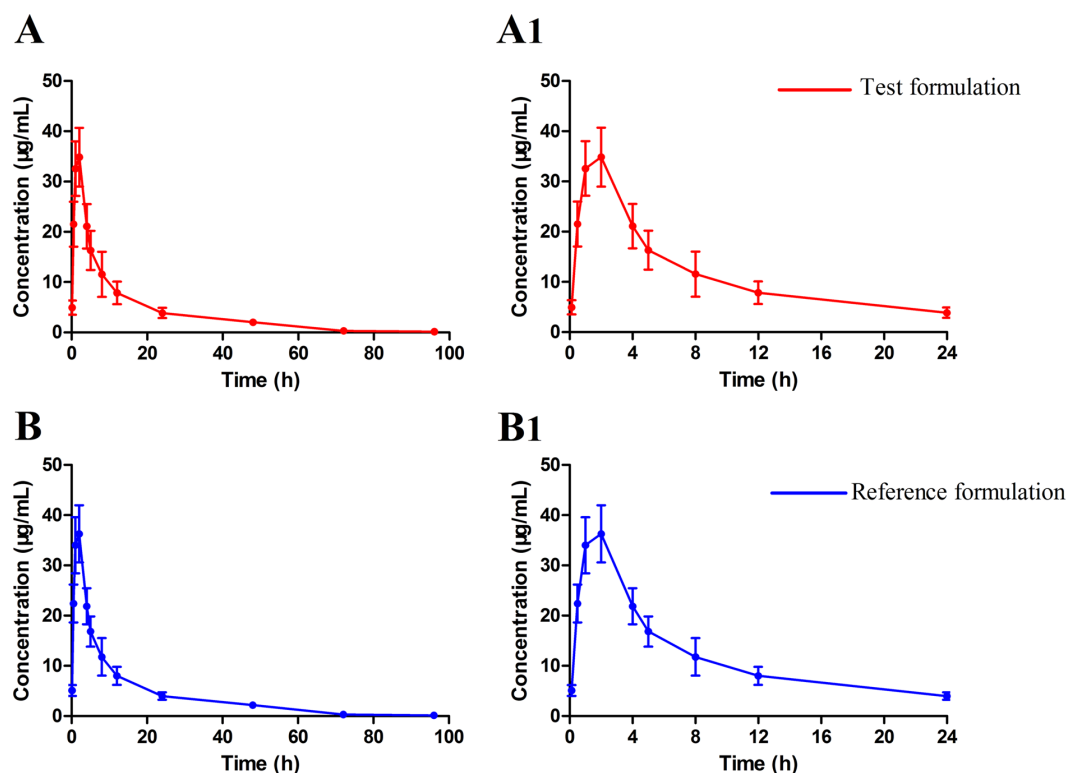 A
50
40
30
20
10
0
Concentration (µg/mL)
0 20 40 60 80 100
Time (h)
A1
50
40
30
20
10
0
Concentration (µg/mL)
0 4 8 12 16 20 24
Time (h)
Test formulation
B
50
40
30
20
10
0
Concentration (µg/mL)
0 20 40 60 80 100
Time (h)
B1
50
40
30
20
10
0
Concentration (µg/mL)
0 4 8 12 16 20 24
Time (h)
Reference formulation